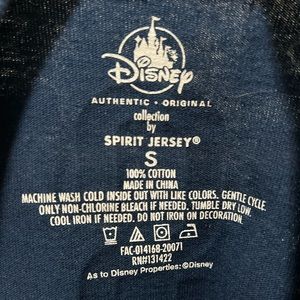 Disney
AUTHENTIC • ORIGINAL
collection
by
SPIRIT JERSEY®
S
100% COTTON
MADE IN CHINA
MACHINE WASH COLD INSIDE OUT WITH LIKE COLORS. GENTLE CYCLE.
ONLY NON-CHLORINE BLEACH IF NEEDED. TUMBLE DRY LOW.
COOL IRON IF NEEDED. DO NOT IRON ON DECORATION.
FAC-014168-20071
RN#131422
As to Disney Properties: ©Disney